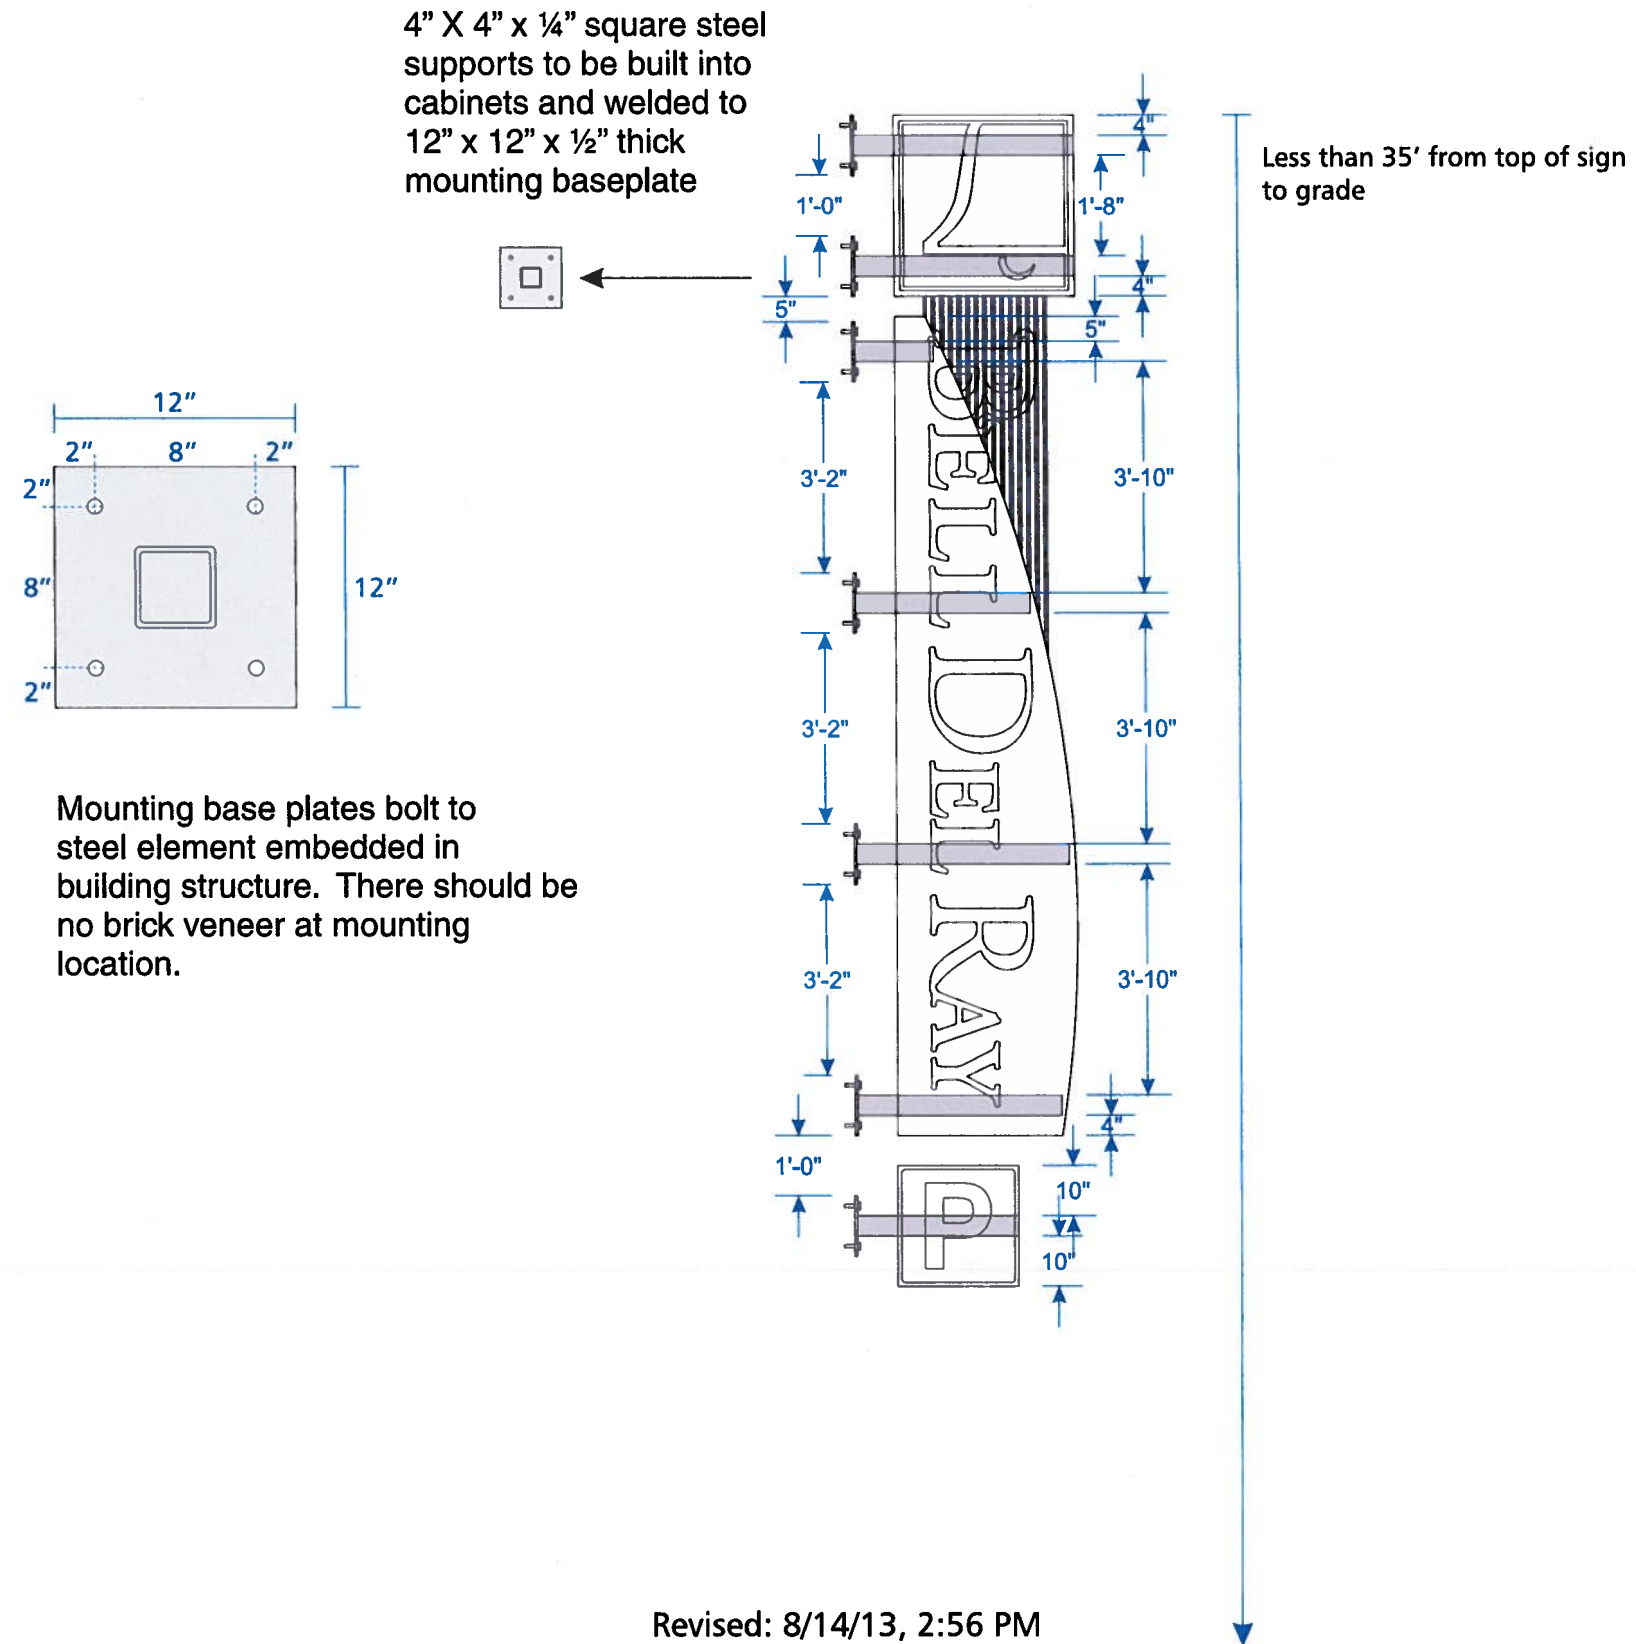 4” X 4” x ¼” square steel
supports to be built into
cabinets and welded to
12” x 12” x ½” thick
mounting baseplate
Less than 35’ from top of sign
to grade
4"
1'-0"
1'-8"
4"
5"
5"
12”
2” 8” 2”
2”
8”
12”
2”
3'-2"
3'-10"
3'-2"
3'-10"
3'-2"
3'-10"
4"
1'-0"
10"
10"
BELL DEL RAY
P
Mounting base plates bolt to
steel element embedded in
building structure.  There should be
no brick veneer at mounting
location.
Revised: 8/14/13, 2:56 PM